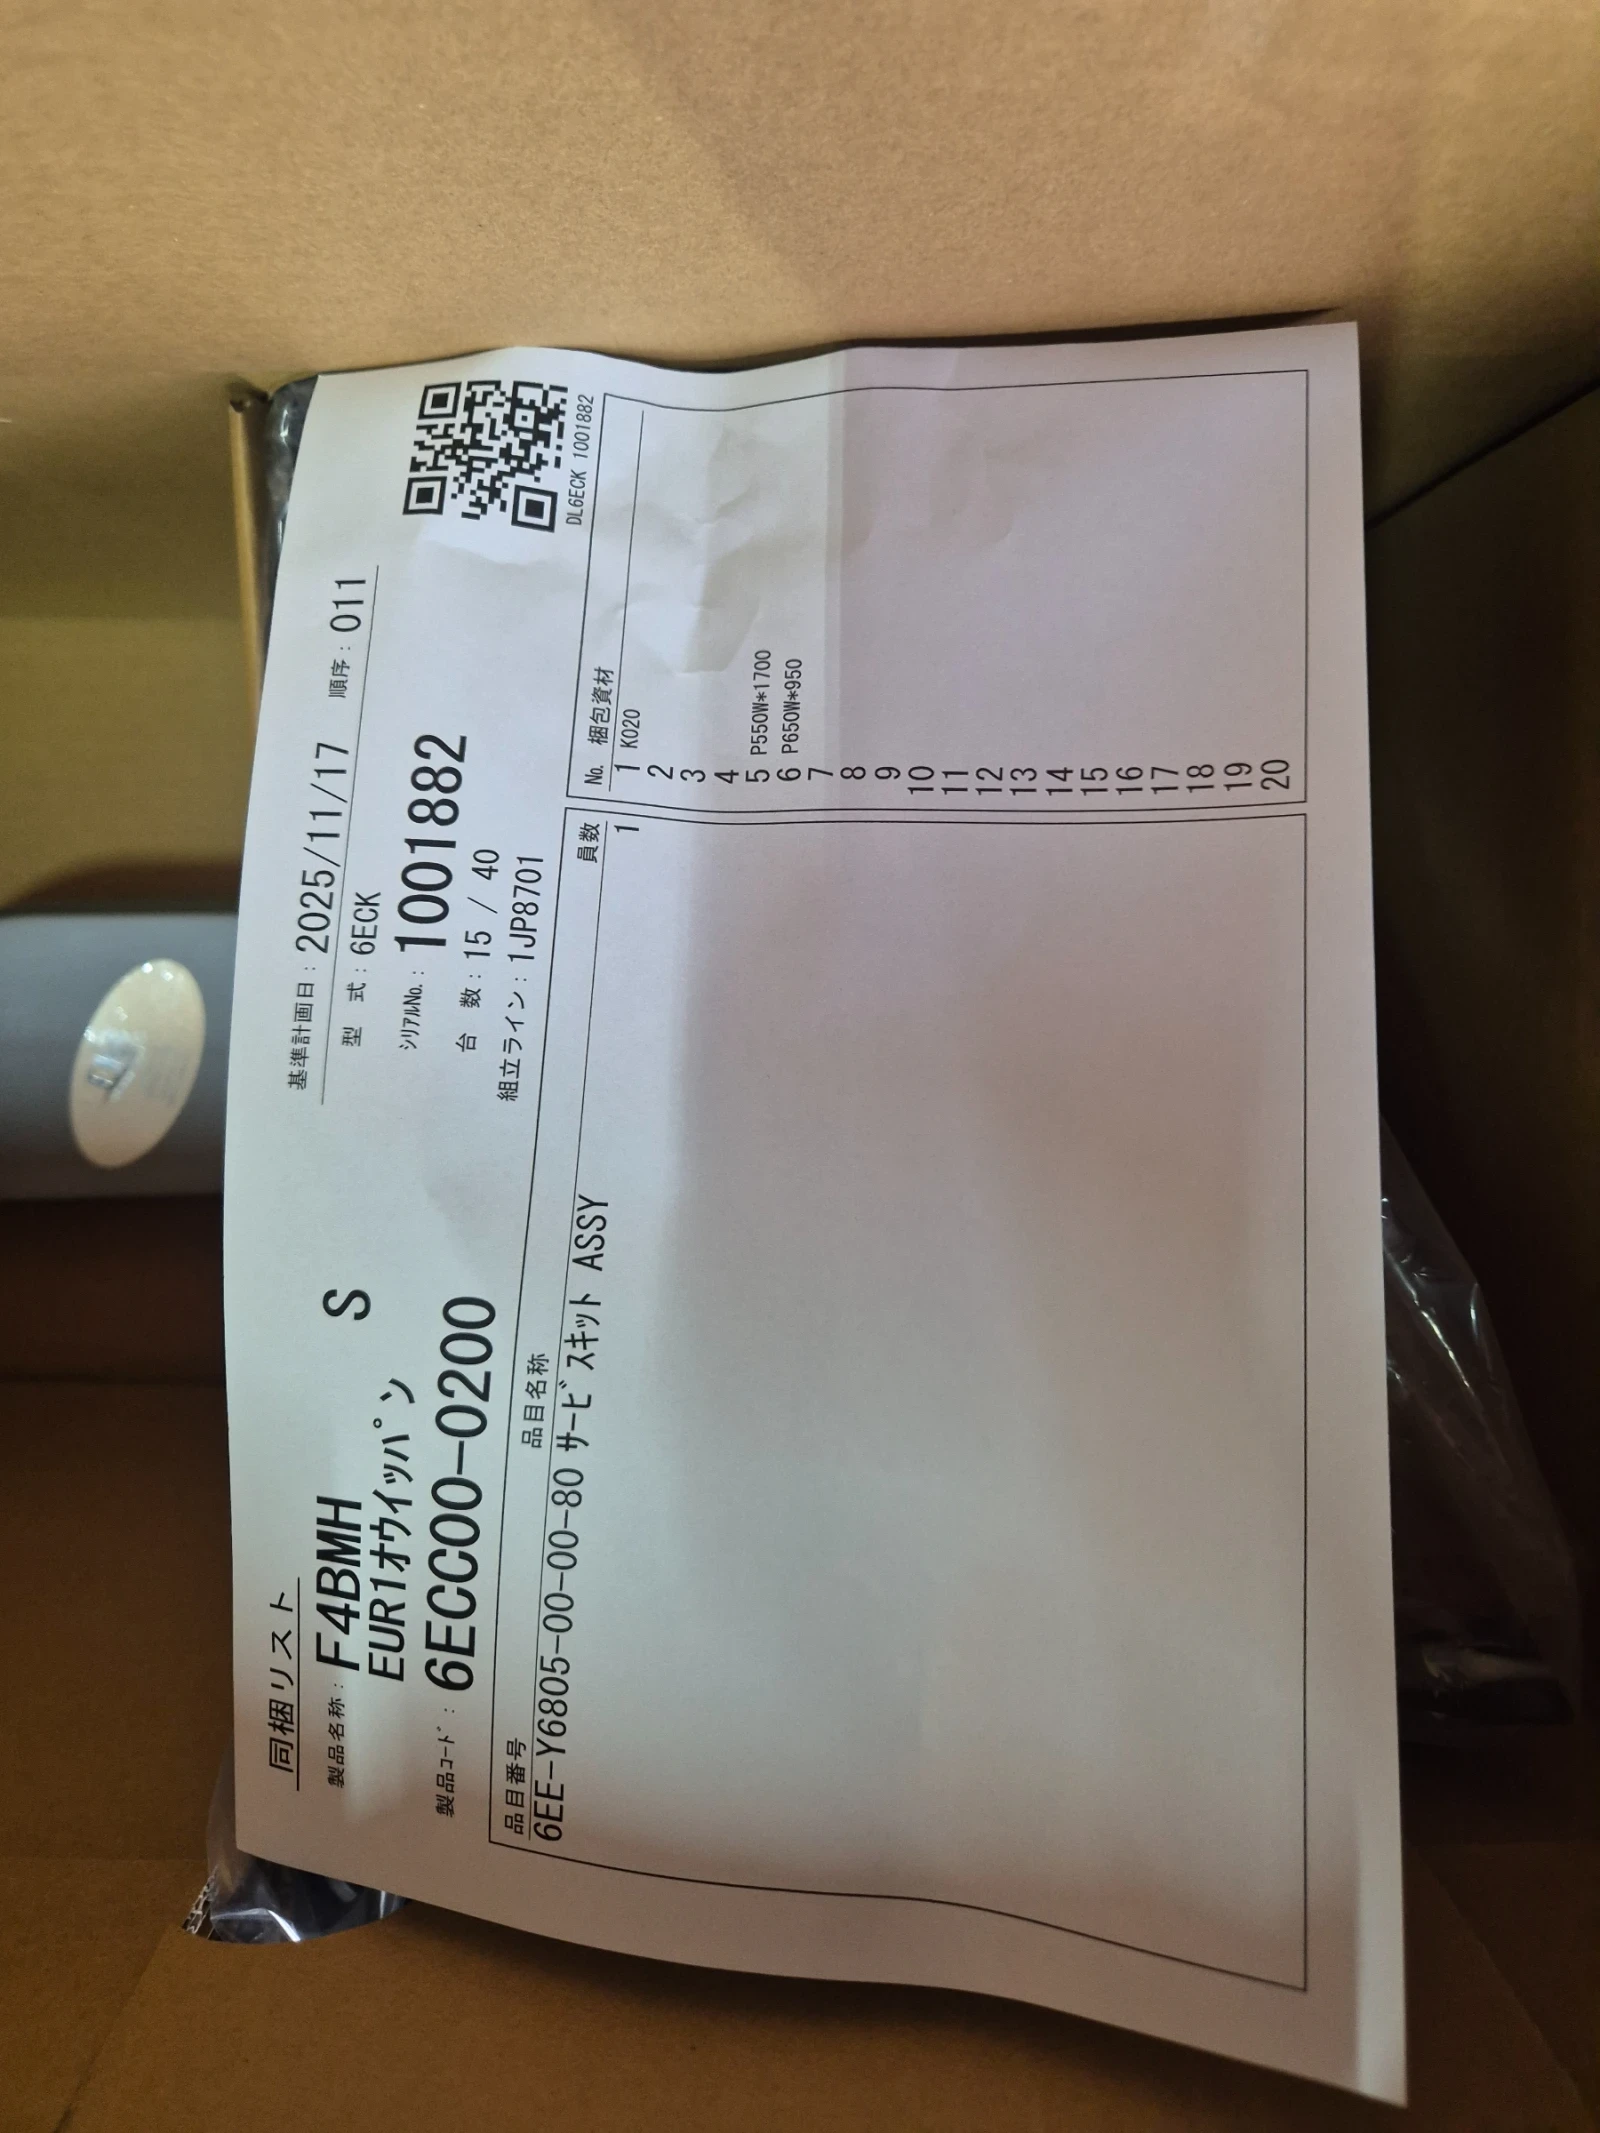 同梱リスト
製品名称: F4BMH S
EUR1ｵｳｲｯﾊﾟﾝ
製品ｺｰﾄﾞ: 6ECC00-0200
基準計画日: 2025/11/17 順序: 011
型 式: 6ECK
ｼﾘｱﾙNo.: 1001882
台 数: 15 / 40
組立ライン: 1JP8701
DL6ECK 1001882
品目番号 品目名称 員数
6EE-Y6805-00-00-80 ｻｰﾋﾞｽｷｯﾄ ASSY 1
No. 梱包資材
1 K020
2
3
4
5 P550W*1700
6 P650W*950
7
8
9
10
11
12
13
14
15
16
17
18
19
20